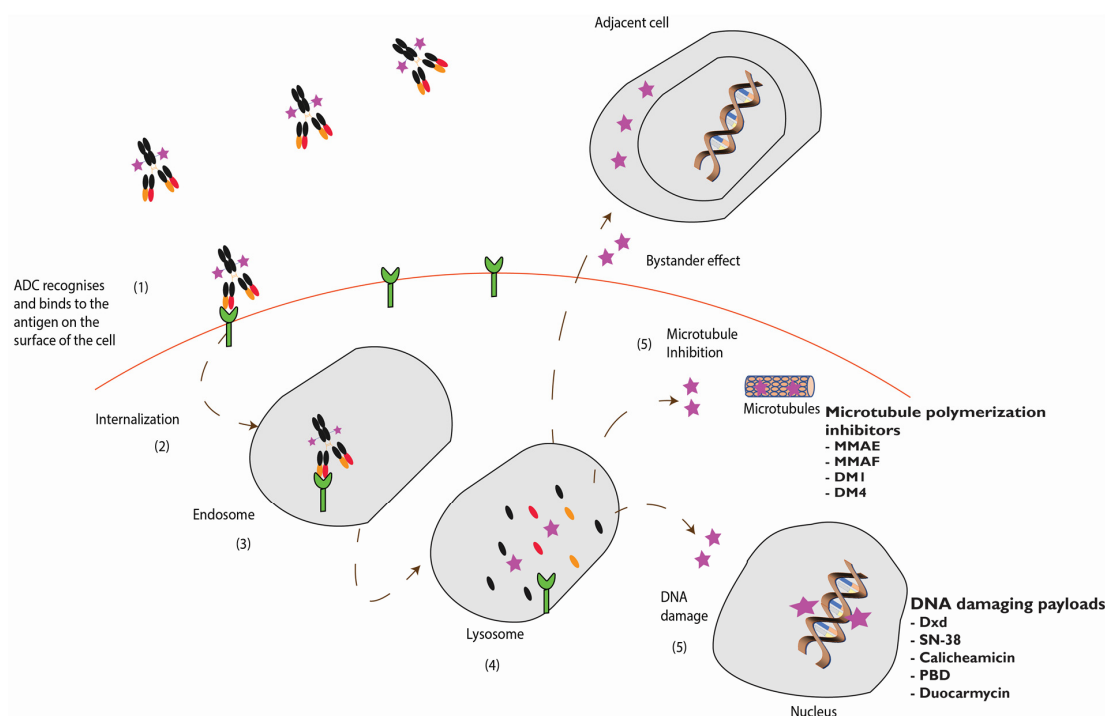 Adjacent cell
ADC recognises
and binds to the
antigen on the
surface of the cell
(1)
Bystander effect
(5)
Microtubule
Inhibition
Internalization
(2)
Microtubules
Microtubule polymerization
inhibitors
- MMAE
- MMAF
- DM1
- DM4
Endosome
(3)
Lysosome
(4)
DNA
damage
(5)
DNA damaging payloads
- Dxd
- SN-38
- Calicheamicin
- PBD
- Duocarmycin
Nucleus